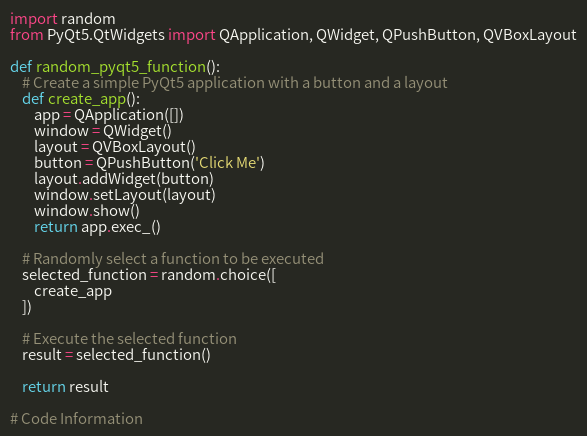 import random
from PyQt5.QtWidgets import QApplication, QWidget, QPushButton, QVBoxLayout

def random_pyqt5_function():
    # Create a simple PyQt5 application with a button and a layout
    def create_app():
        app = QApplication([])
        window = QWidget()
        layout = QVBoxLayout()
        button = QPushButton('Click Me')
        layout.addWidget(button)
        window.setLayout(layout)
        window.show()
        return app.exec_()

    # Randomly select a function to be executed
    selected_function = random.choice([
        create_app
    ])

    # Execute the selected function
    result = selected_function()

    return result

# Code Information